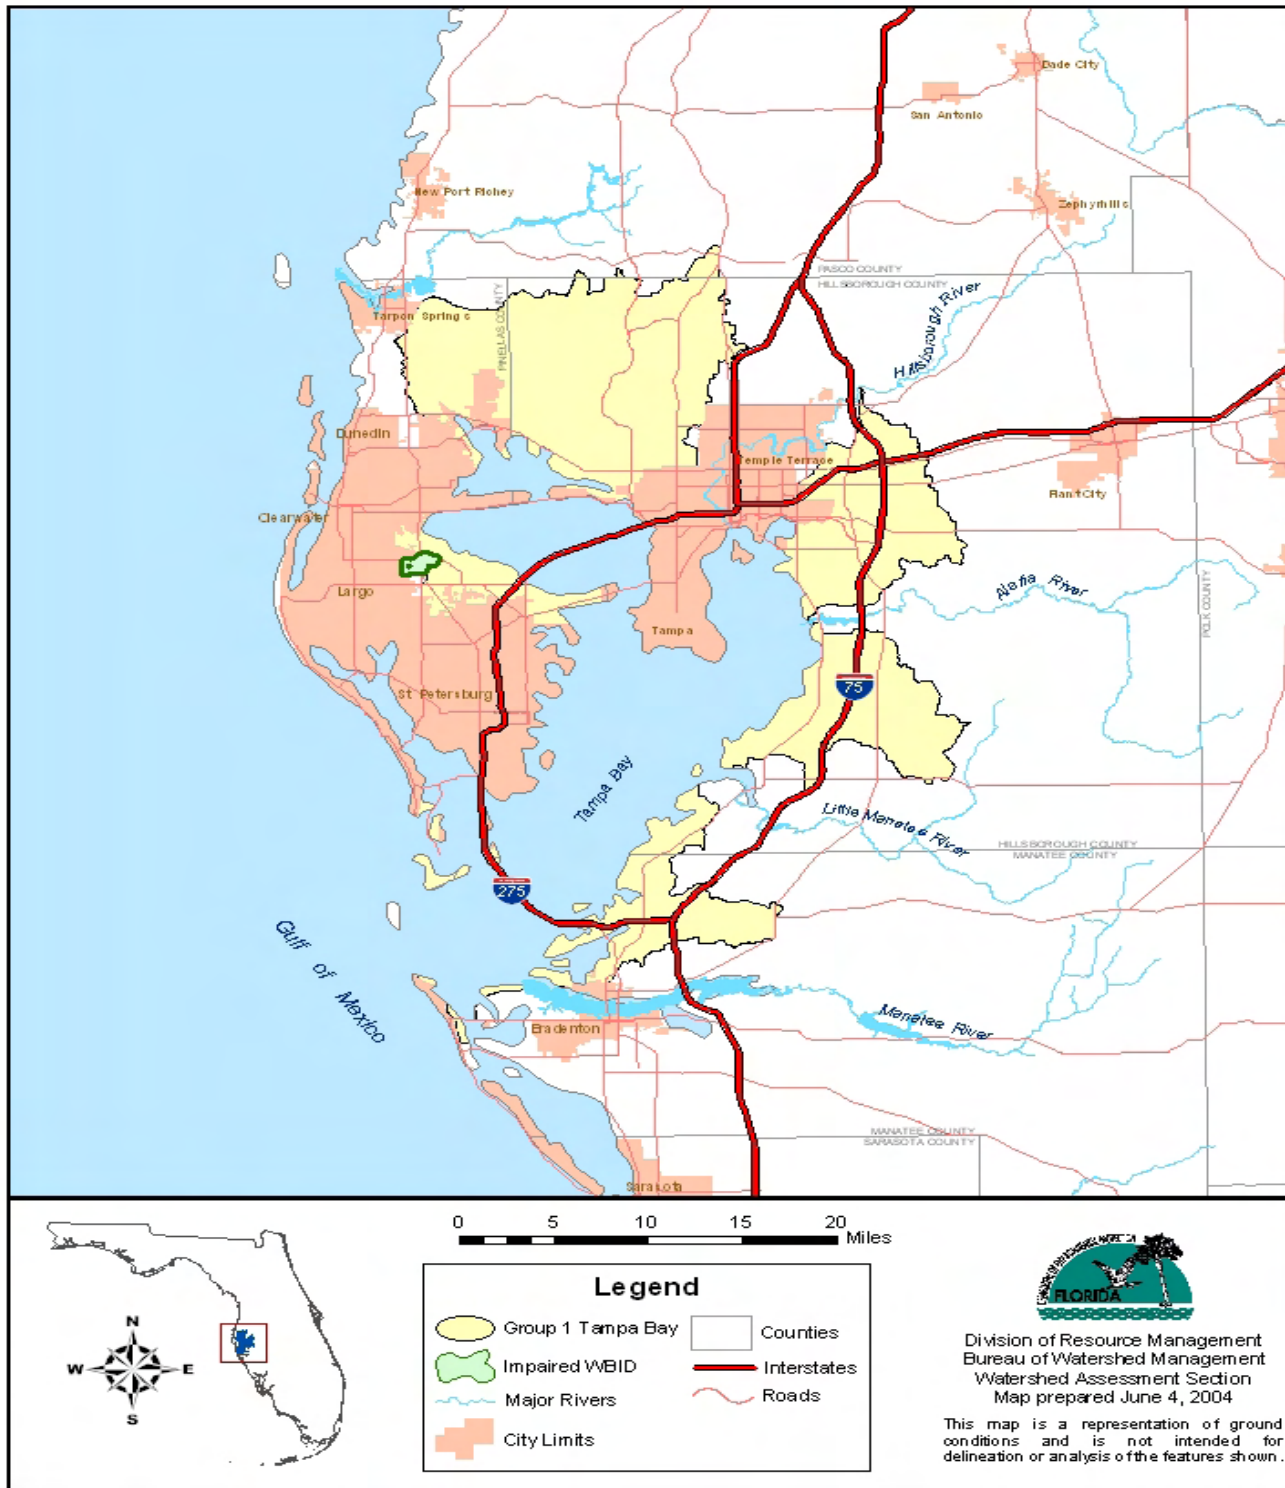 Dade City
San Antonio
New Port Richey
Zephyrhills
PASCO COUNTY
HILLSBOROUGH COUNTY
Tarpon Springs
PINELLAS COUNTY
Hillsborough River
Dunedin
Temple Terrace
Plant City
Clearwater
Largo
Alafia River
POLK COUNTY
Tampa
75
St Petersburg
Tampa Bay
Little Manatee River
HILLSBOROUGH COUNTY
MANATEE COUNTY
275
Gulf of Mexico
Manatee River
Bradenton
MANATEE COUNTY
SARASOTA COUNTY
Sarasota
0 5 10 15 20
Miles
N
W E
S
Legend
Group 1 Tampa Bay
Impaired WBID
Major Rivers
City Limits
Counties
Interstates
Roads
FLORIDA
Division of Resource Management
Bureau of Watershed Management
Watershed Assessment Section
Map prepared June 4, 2004
This map is a representation of ground
conditions and is not intended for
delineation or analysis of the features shown.